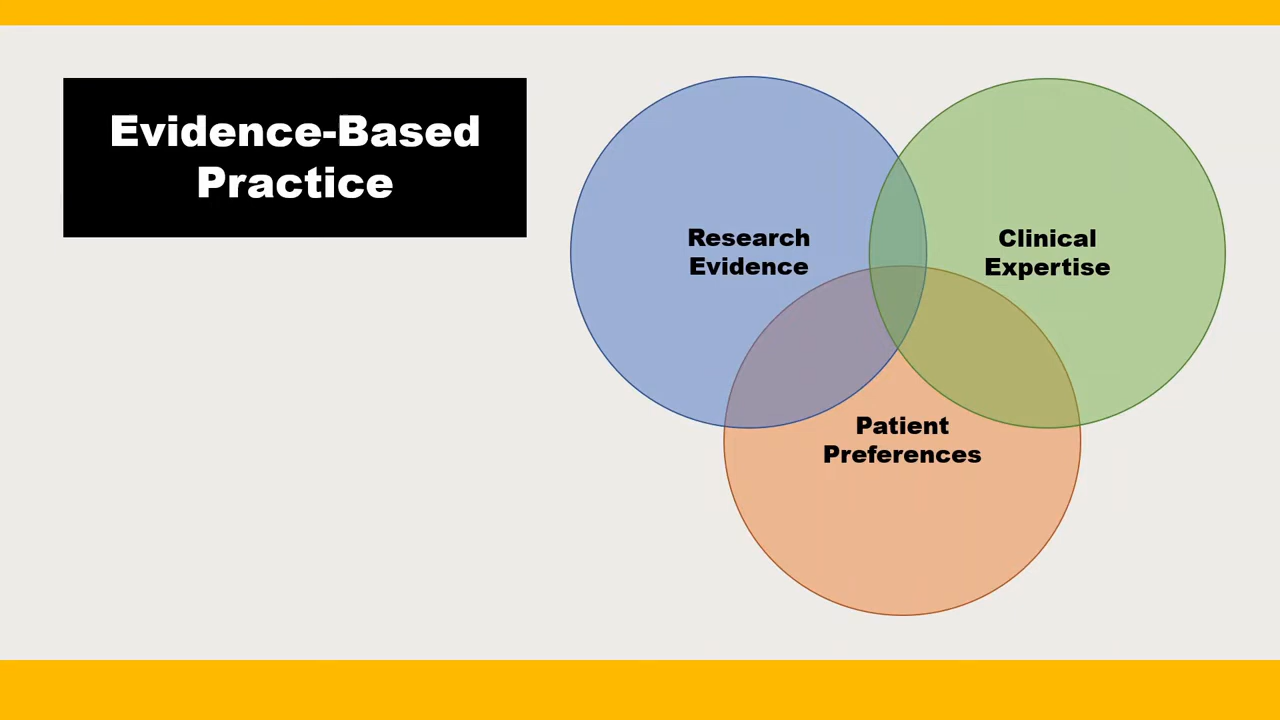 Evidence-Based
Practice
Research
Evidence
Clinical
Expertise
Patient
Preferences